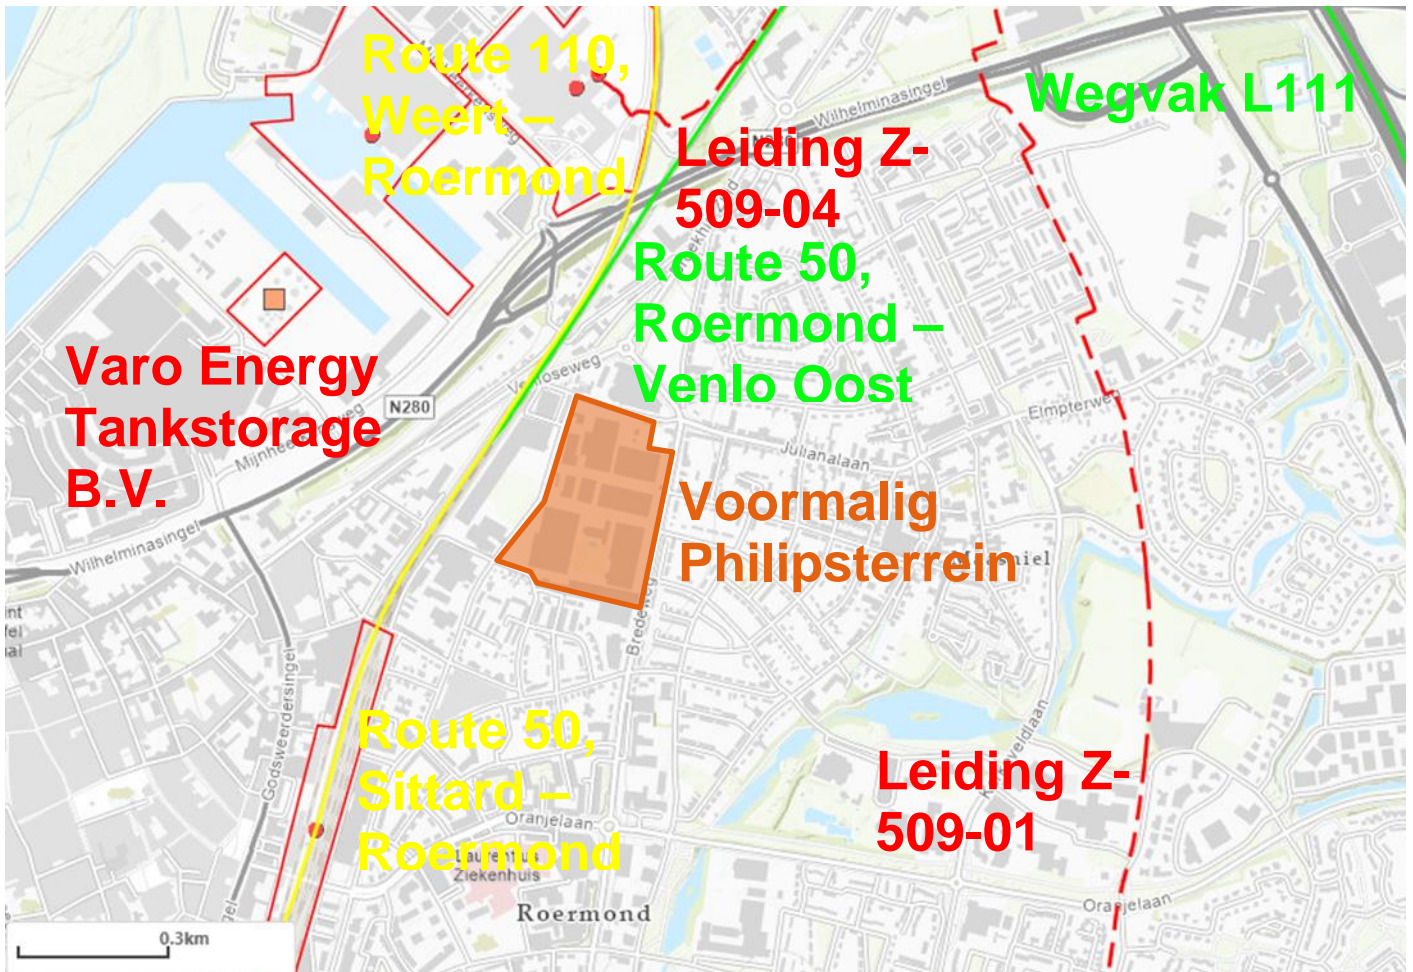 Route 110,
Weert –
Roermond
Wegvak L111
Wilhelminasingel
N280
Leiding Z-
509-04
Route 50,
Roermond –
Venlo Oost
Venloseweg
Varo Energy
Tankstorage
B.V.
N280
Elmpterweg
Julianalaan
Voormalig
Philipsterrein
Wilhelminasingel
Bredeweg
Godsweerdersingel
Route 50,
Sittard –
Roermond
Leiding Z-
509-01
Oranjelaan
Laurentius
Ziekenhuis
Oranjelaan
Roermond
0.3km